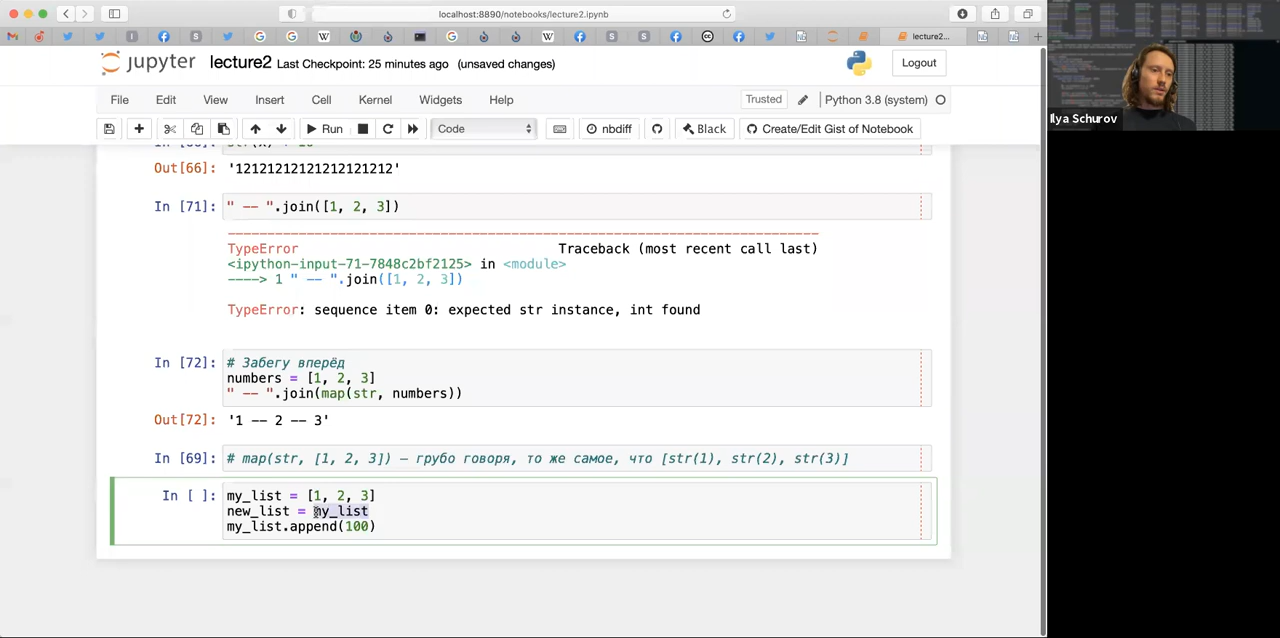 localhost:8890/notebooks/lecture2.ipynb
lecture2...
jupyter lecture2 Last Checkpoint: 25 minutes ago (unsaved changes)
Logout
File Edit View Insert Cell Kernel Widgets Help
Trusted Python 3.8 (system)
Run Code nbdiff Black Create/Edit Gist of Notebook
Out[66]: '12121212121212121212'
In [71]: " -- ".join([1, 2, 3])
TypeError Traceback (most recent call last)
<ipython-input-71-7848c2bf2125> in <module>
----> 1 " -- ".join([1, 2, 3])
TypeError: sequence item 0: expected str instance, int found
In [72]: # Забегу вперёд
numbers = [1, 2, 3]
" -- ".join(map(str, numbers))
Out[72]: '1 -- 2 -- 3'
In [69]: # map(str, [1, 2, 3]) — грубо говоря, то же самое, что [str(1), str(2), str(3)]
In [ ]: my_list = [1, 2, 3]
new_list = my_list
my_list.append(100)
Ilya Schurov